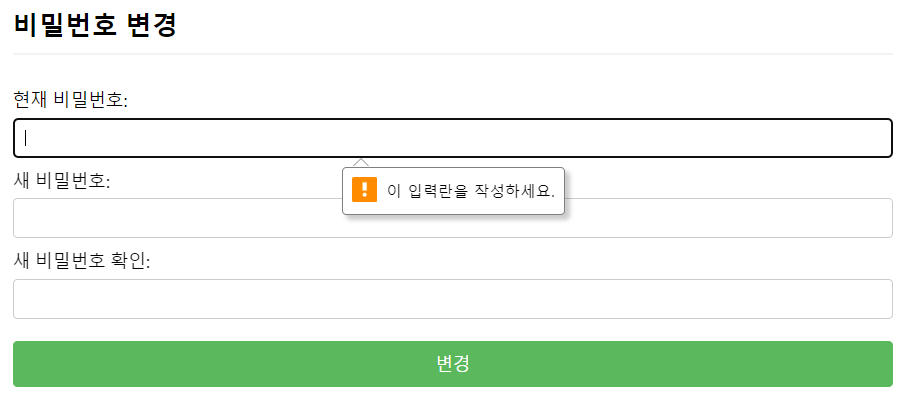 비밀번호 변경
현재 비밀번호:
이 입력란을 작성하세요.
새 비밀번호:
새 비밀번호 확인:
변경